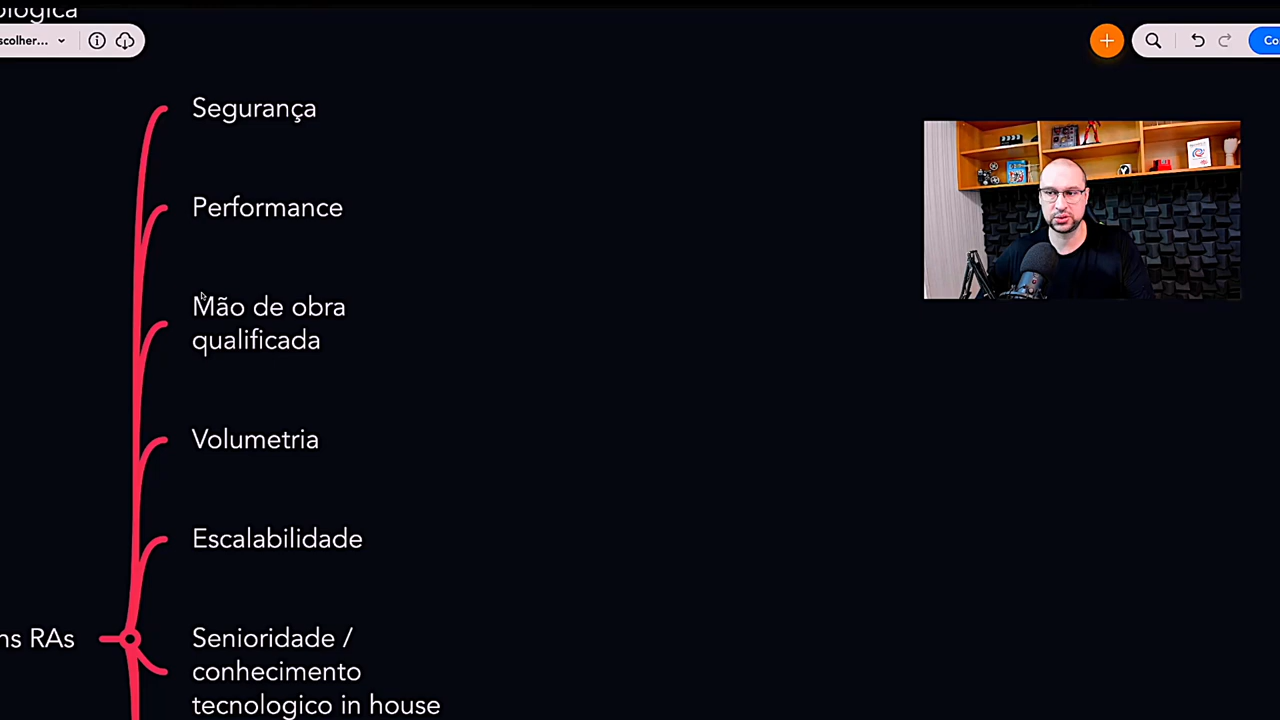 ológica
scolher...
Co
Segurança
Performance
Mão de obra
qualificada
Volumetria
Escalabilidade
ns RAs
Senioridade /
conhecimento
tecnologico in house